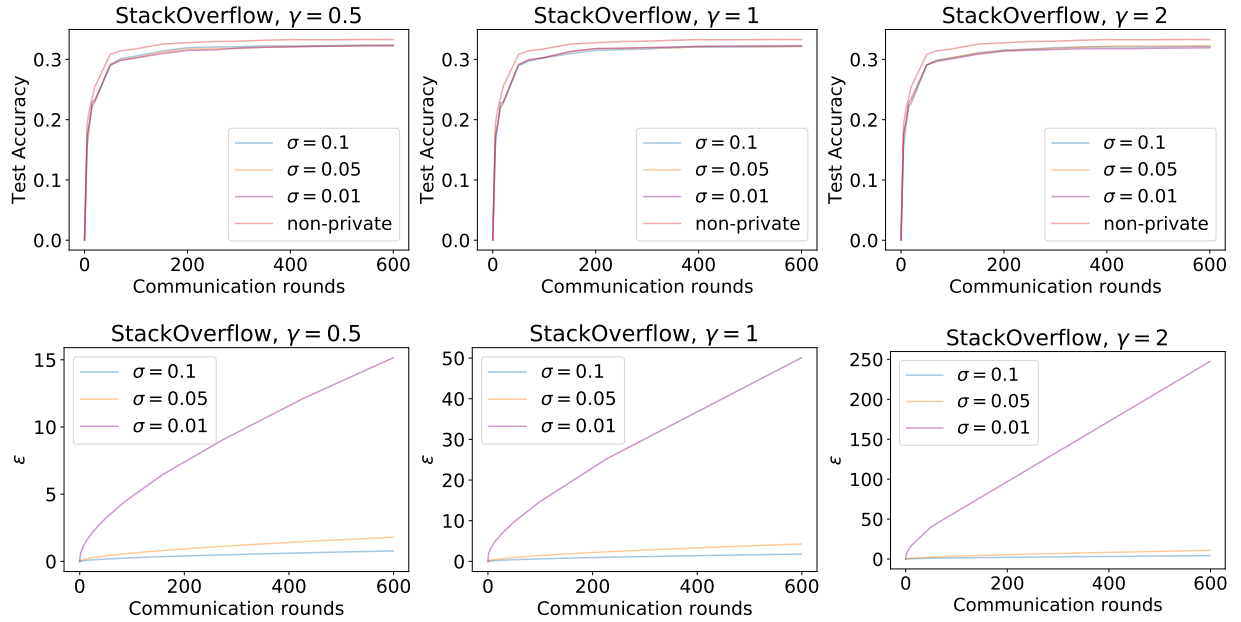 StackOverflow, γ = 0.5
Test Accuracy
0.3
0.2
0.1
0.0
σ = 0.1
σ = 0.05
σ = 0.01
non-private
0 200 400 600
Communication rounds
StackOverflow, γ = 1
Test Accuracy
0.3
0.2
0.1
0.0
σ = 0.1
σ = 0.05
σ = 0.01
non-private
0 200 400 600
Communication rounds
StackOverflow, γ = 2
Test Accuracy
0.3
0.2
0.1
0.0
σ = 0.1
σ = 0.05
σ = 0.01
non-private
0 200 400 600
Communication rounds
StackOverflow, γ = 0.5
ε
15
10
5
0
σ = 0.1
σ = 0.05
σ = 0.01
0 200 400 600
Communication rounds
StackOverflow, γ = 1
ε
50
40
30
20
10
0
σ = 0.1
σ = 0.05
σ = 0.01
0 200 400 600
Communication rounds
StackOverflow, γ = 2
ε
250
200
150
100
50
0
σ = 0.1
σ = 0.05
σ = 0.01
0 200 400 600
Communication rounds